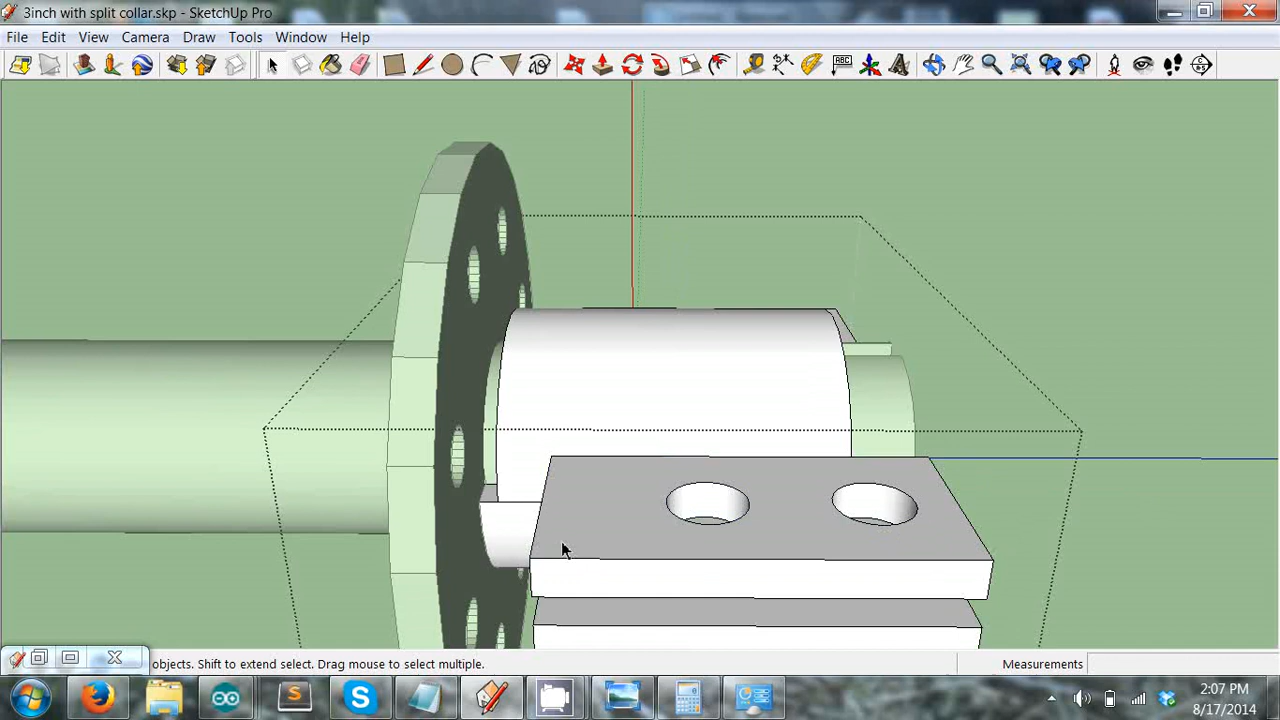 3inch with split collar.skp - SketchUp Pro
File Edit View Camera Draw Tools Window Help
ABC
objects. Shift to extend select. Drag mouse to select multiple.
Measurements
2:07 PM
8/17/2014